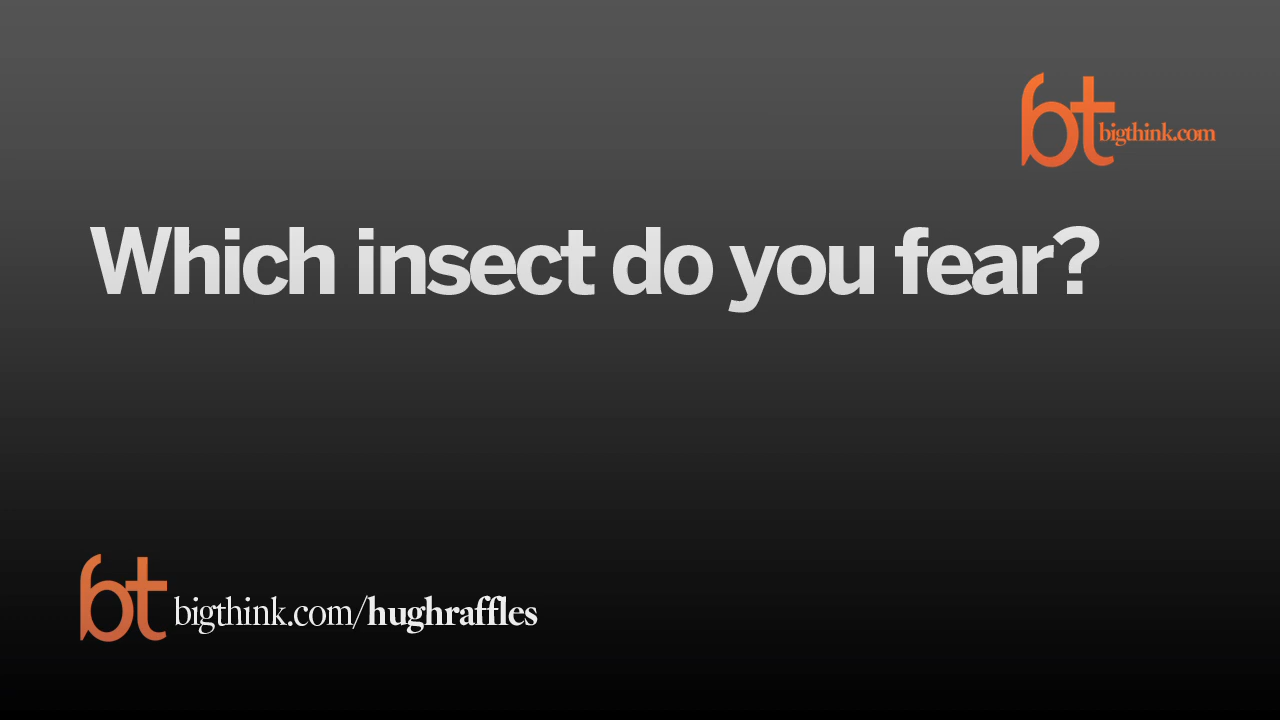 bt bigthink.com
Which insect do you fear?
bt bigthink.com/hughraffles